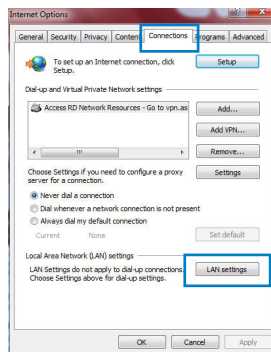 Internet Options
General Security Privacy Content Connections Programs Advanced
To set up an Internet connection, click
Setup.
Setup
Dial-up and Virtual Private Network settings
Access RD Network Resources - Go to vpn.as
Add...
Add VPN...
Remove...
Choose Settings if you need to configure a proxy
server for a connection.
Settings
Never dial a connection
Dial whenever a network connection is not present
Always dial my default connection
Current None
Set default
Local Area Network (LAN) settings
LAN Settings do not apply to dial-up connections.
Choose Settings above for dial-up settings.
LAN settings
OK Cancel Apply